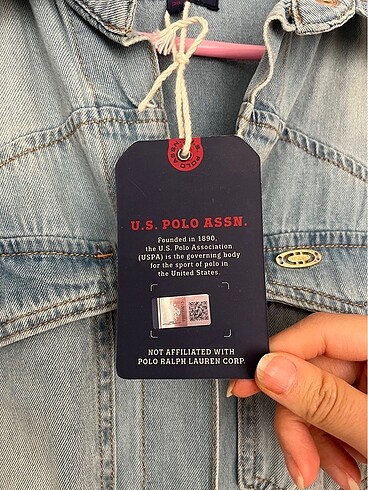 U.S. POLO ASSN.
Founded in 1890,
the U.S. Polo Association
(USPA) is the governing body
for the sport of polo in
the United States.
NOT AFFILIATED WITH
POLO RALPH LAUREN CORP.